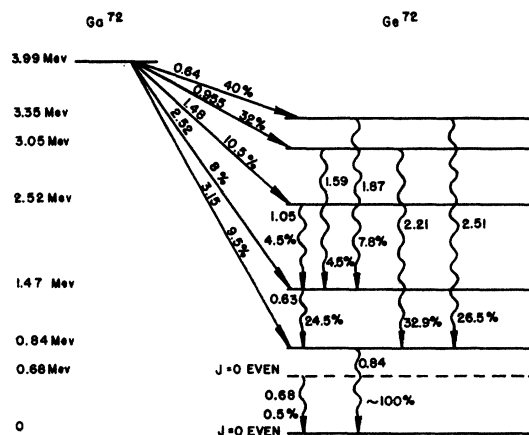 Ga 72
Ge 72
3.99 Mev
0.64
40%
3.35 Mev
0.955
32%
3.05 Mev
1.48
10.5%
1.59
1.87
2.52
8%
2.52 Mev
3.15
9.5%
1.05
4.5%
4.5%
7.8%
2.21
2.51
1.47 Mev
0.63
24.5%
32.9%
26.5%
0.84 Mev
0.84
0.68 Mev
J=0 EVEN
0.68
0.5%
~100%
0
J=0 EVEN